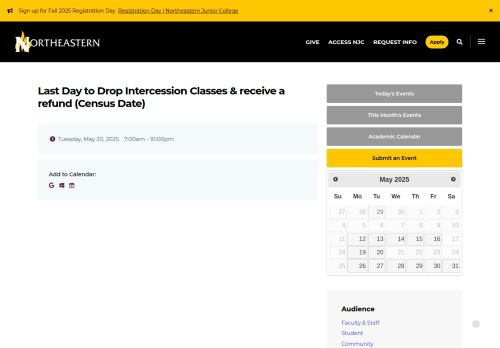 Sign up for Fall 2025 Registration Day Registration Day | Northeastern Junior College ×
NORTHEASTERN GIVE ACCESS NJC REQUEST INFO Apply
Last Day to Drop Intercession Classes & receive a
refund (Census Date)
Tuesday, May 20, 2025 7:00am - 10:00pm
Add to Calendar:
Today's Events
This Month's Events
Academic Calendar
Submit an Event
May 2025
Su Mo Tu We Th Fr Sa
27 28 29 30 1 2 3
4 5 6 7 8 9 10
11 12 13 14 15 16 17
18 19 20 21 22 23 24
25 26 27 28 29 30 31
Audience
Faculty & Staff
Student
Community